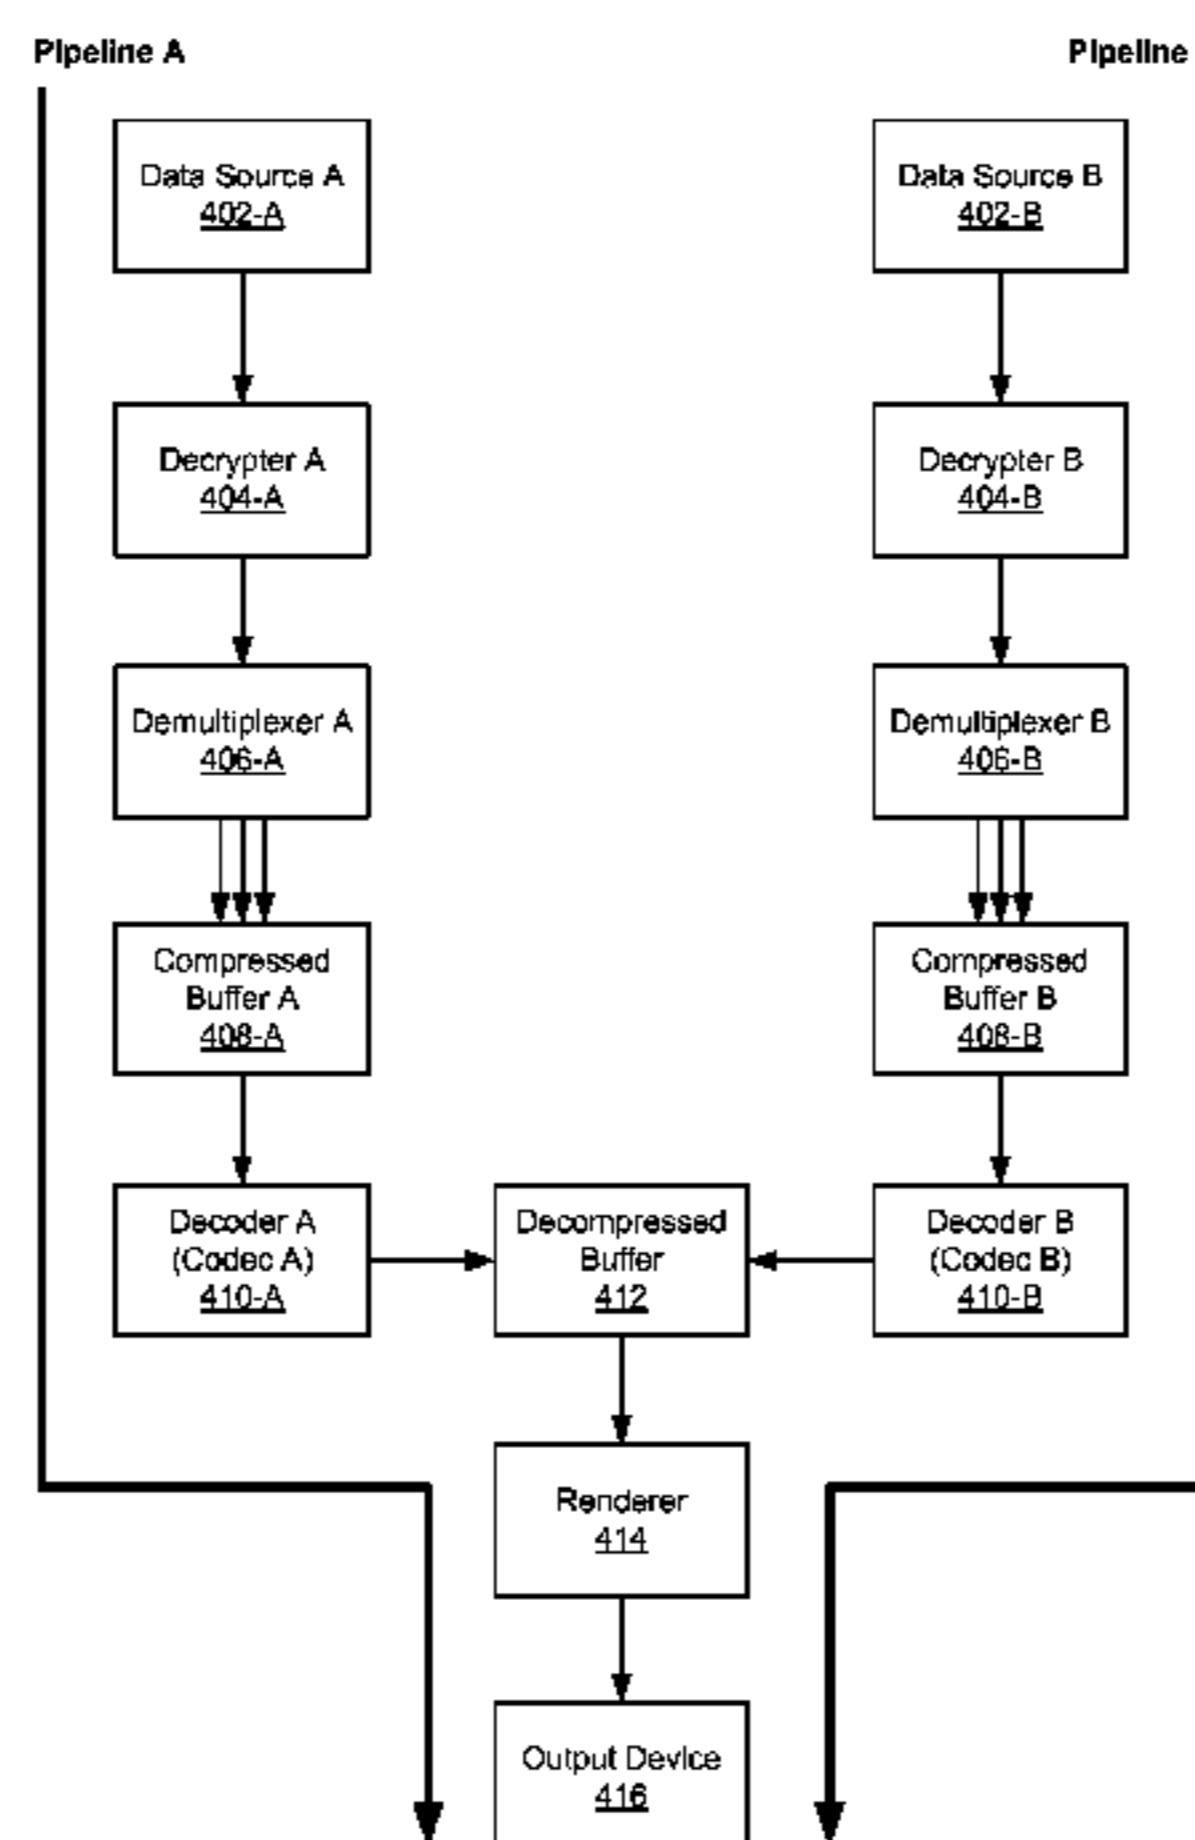 Pipeline A
Pipeline
Data Source A
402-A
Data Source B
402-B
Decrypter A
404-A
Decrypter B
404-B
Demultiplexer A
406-A
Demultiplexer B
406-B
Compressed
Buffer A
408-A
Compressed
Buffer B
408-B
Decoder A
(Codec A)
410-A
Decompressed
Buffer
412
Decoder B
(Codec B)
410-B
Renderer
414
Output Device
416